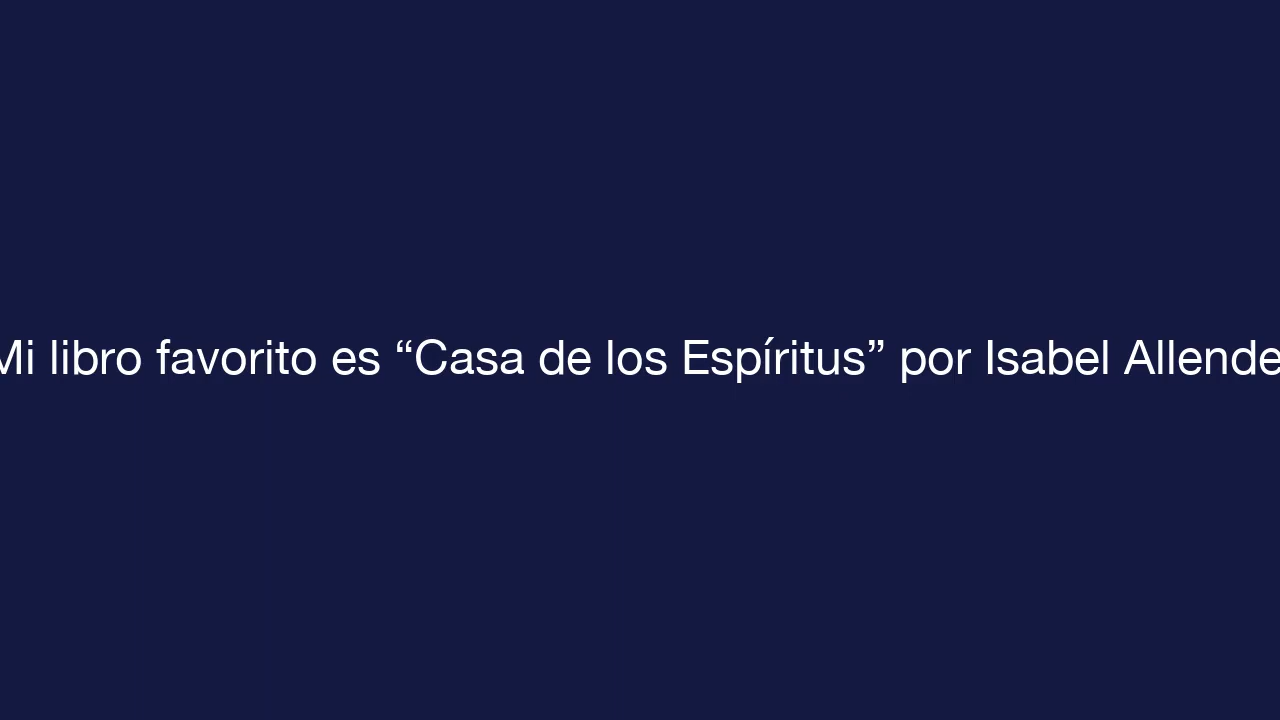 Mi libro favorito es “Casa de los Espíritus” por Isabel Allende